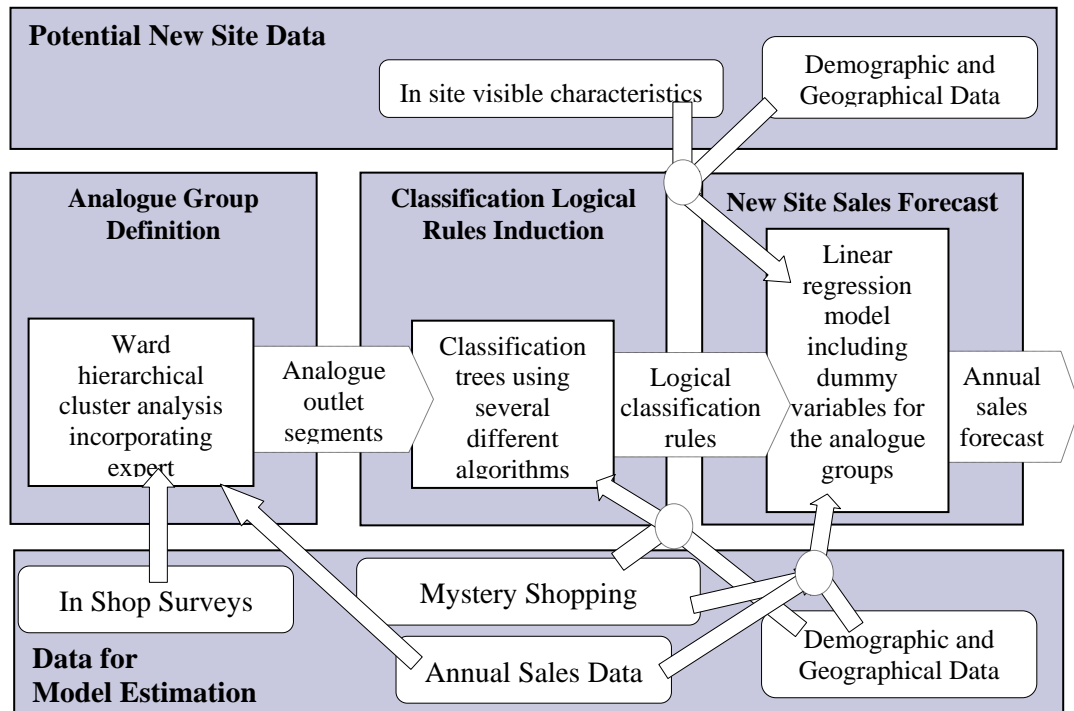 Potential New Site Data
In site visible characteristics
Demographic and
Geographical Data
Analogue Group
Definition
Classification Logical
Rules Induction
New Site Sales Forecast
Ward
hierarchical
cluster analysis
incorporating
expert
Analogue
outlet
segments
Classification
trees using
several
different
algorithms
Logical
classification
rules
Linear
regression
model
including
dummy
variables for
the analogue
groups
Annual
sales
forecast
In Shop Surveys
Mystery Shopping
Annual Sales Data
Demographic and
Geographical Data
Data for
Model Estimation